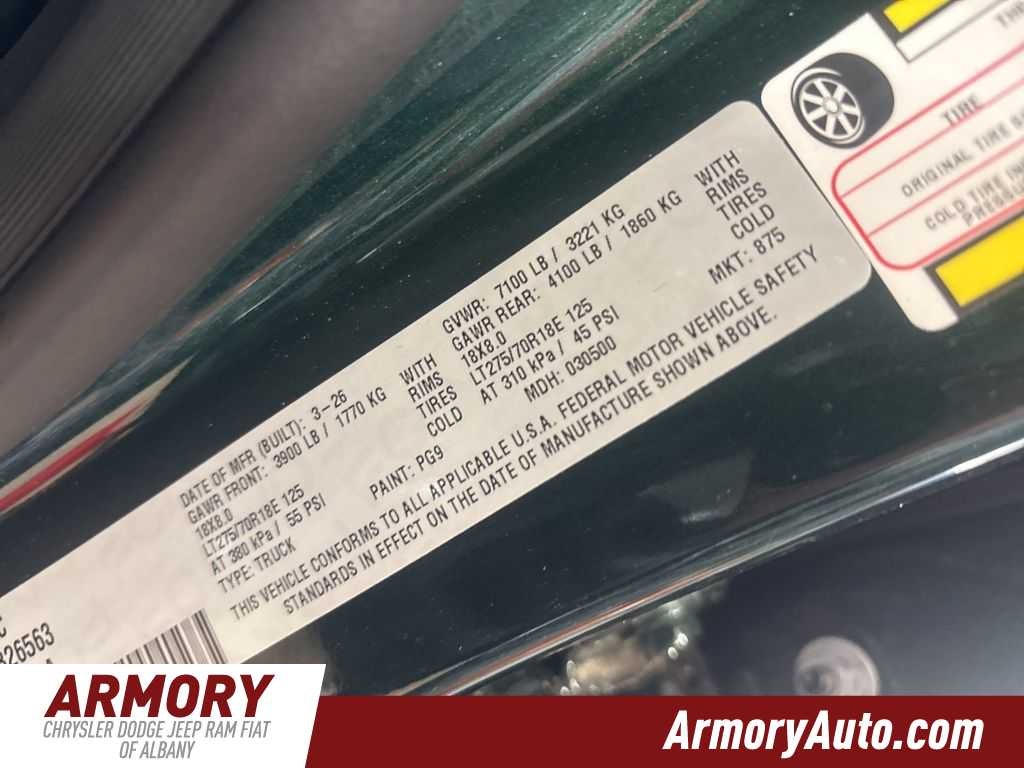 DATE OF MFR (BUILT): 3-26 GVWR: 7100 LB / 3221 KG
GAWR FRONT: 3900 LB / 1770 KG WITH GAWR REAR: 4100 LB / 1860 KG WITH
18X8.0 RIMS 18X8.0 RIMS
LT275/70R18E 125 TIRES LT275/70R18E 125 TIRES
AT 380 kPa / 55 PSI COLD AT 310 kPa / 45 PSI COLD
TYPE: TRUCK PAINT: PG9 MDH: 030500 MKT: 875
THIS VEHICLE CONFORMS TO ALL APPLICABLE U.S.A. FEDERAL MOTOR VEHICLE SAFETY
STANDARDS IN EFFECT ON THE DATE OF MANUFACTURE SHOWN ABOVE.
26563
TIRE
ORIGINAL TIRE
COLD TIRE
ARMORY
CHRYSLER DODGE JEEP RAM FIAT
OF ALBANY
ArmoryAuto.com